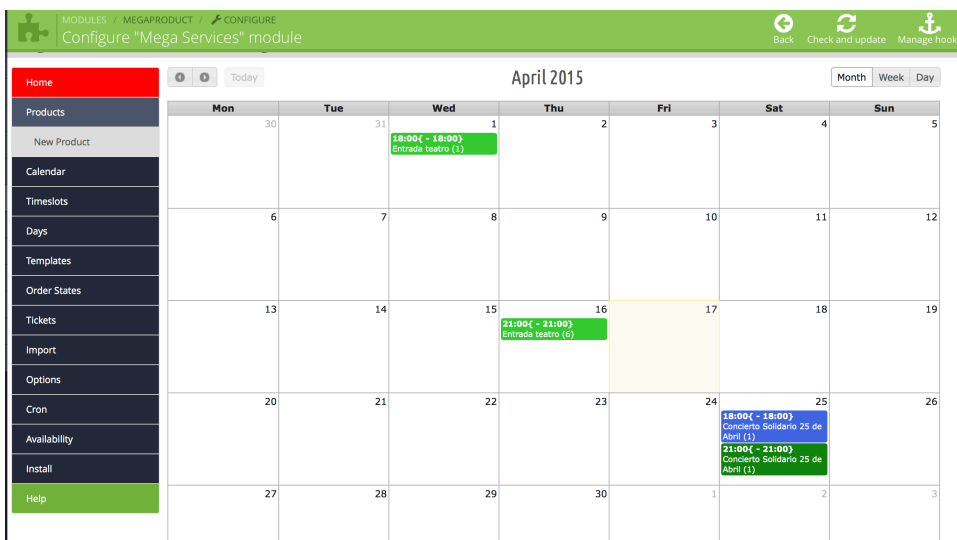 MODULES / MEGAPRODUCT / CONFIGURE
Configure "Mega Services" module
Back
Check and update
Manage hook
Home
Products
New Product
Calendar
Timeslots
Days
Templates
Order States
Tickets
Import
Options
Cron
Availability
Install
Help
Today
April 2015
Month Week Day
Mon Tue Wed Thu Fri Sat Sun
30 31 1 2 3 4 5
18:00{ - 18:00}
Entrada teatro (1)
6 7 8 9 10 11 12
13 14 15 16 17 18 19
21:00{ - 21:00}
Entrada teatro (6)
20 21 22 23 24 25 26
18:00{ - 18:00}
Concierto Solidario 25 de
Abril (1)
21:00{ - 21:00}
Concierto Solidario 25 de
Abril (1)
27 28 29 30 1 2 3